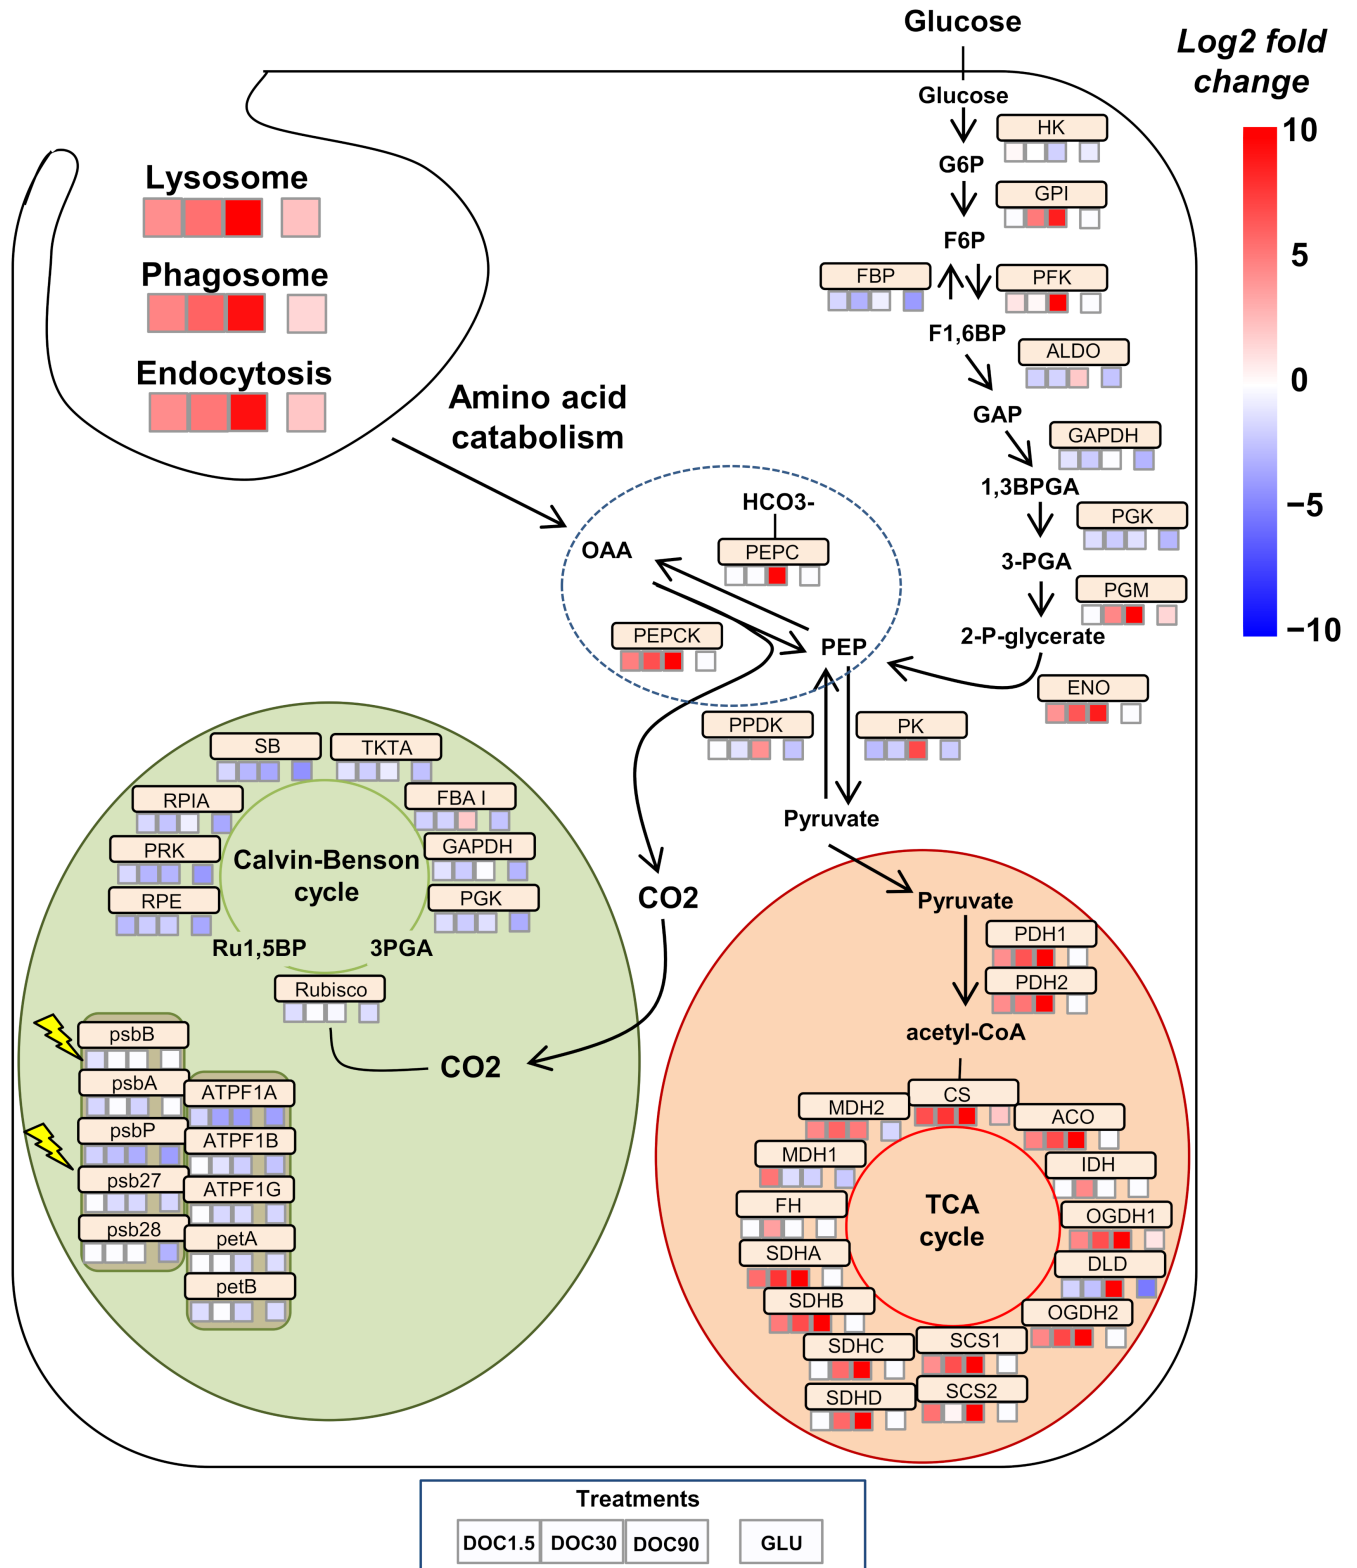 Glucose
Log2 fold
change
10
5
0
−5
−10
Glucose
HK
G6P
GPI
F6P
FBP
PFK
F1,6BP
ALDO
GAP
GAPDH
1,3BPGA
PGK
3-PGA
PGM
2-P-glycerate
ENO
Lysosome
Phagosome
Endocytosis
Amino acid
catabolism
HCO3-
OAA
PEPC
PEPCK
PEP
PPDK
PK
Pyruvate
CO2
SB
TKTA
RPIA
FBA I
PRK
GAPDH
RPE
PGK
Calvin-Benson
cycle
Ru1,5BP
3PGA
Rubisco
CO2
psbB
psbA
psbP
psb27
psb28
ATPF1A
ATPF1B
ATPF1G
petA
petB
Pyruvate
PDH1
PDH2
acetyl-CoA
CS
MDH2
ACO
MDH1
IDH
FH
OGDH1
SDHA
DLD
SDHB
OGDH2
SDHC
SCS1
SDHD
SCS2
TCA
cycle
Treatments
DOC1.5 DOC30 DOC90 GLU